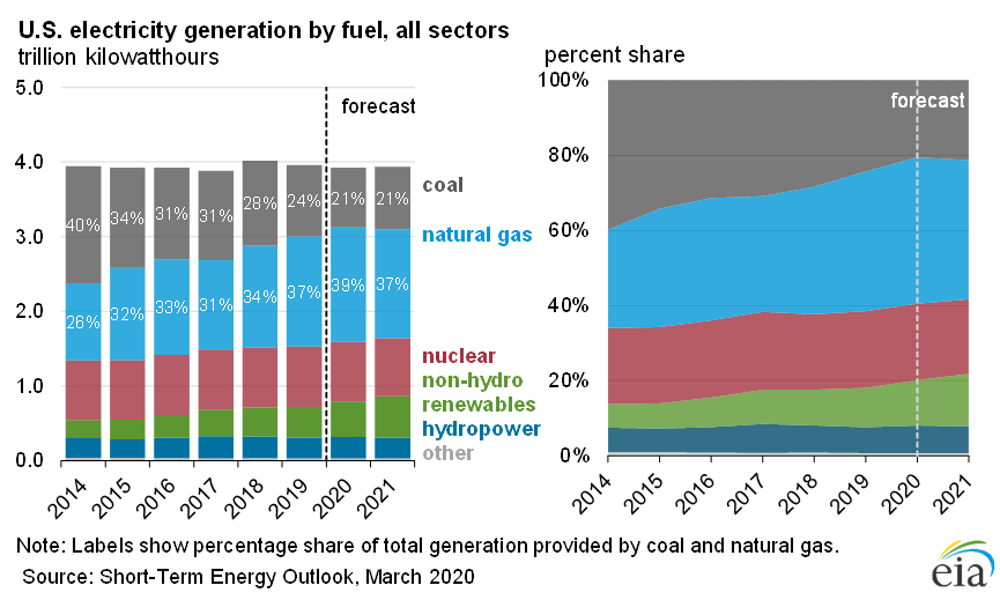 U.S. electricity generation by fuel, all sectors
trillion kilowatthours
5.0
4.0
3.0
2.0
1.0
0.0
forecast
40%
34%
31%
31%
28%
24%
21%
21%
26%
32%
33%
31%
34%
37%
39%
37%
coal
natural gas
nuclear
non-hydro
renewables
hydropower
other
2014
2015
2016
2017
2018
2019
2020
2021
percent share
100%
80%
60%
40%
20%
0%
forecast
2014
2015
2016
2017
2018
2019
2020
2021
Note: Labels show percentage share of total generation provided by coal and natural gas.
Source: Short-Term Energy Outlook, March 2020
eia